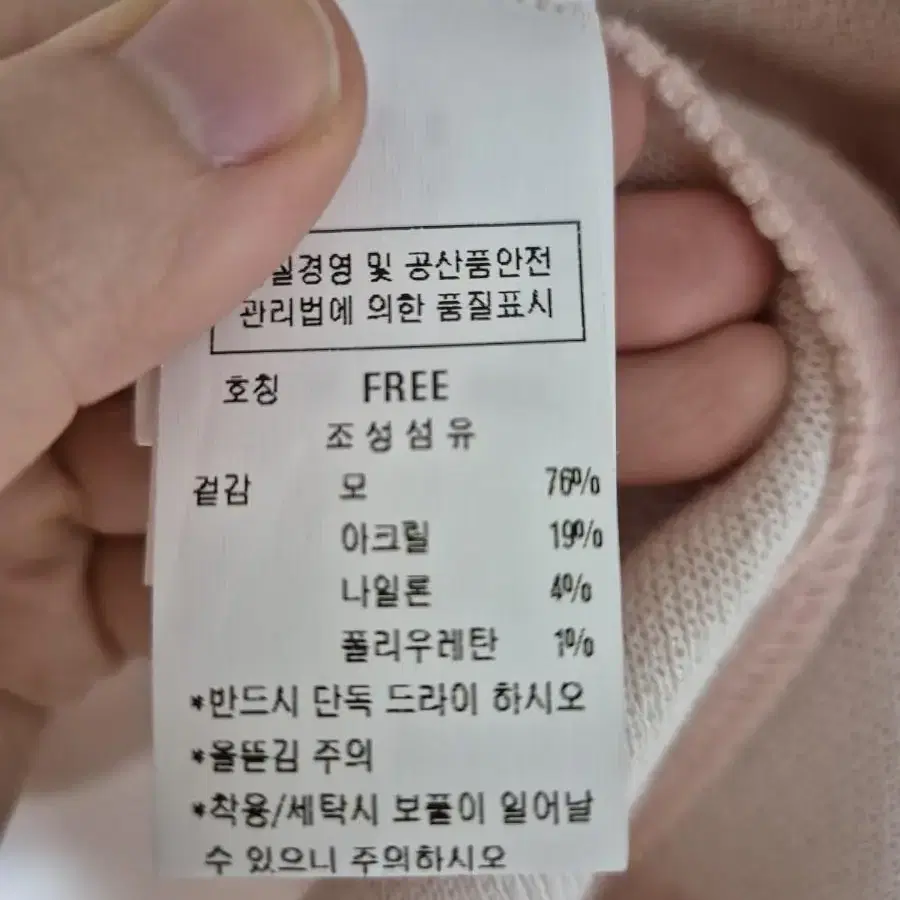 질경영 및 공산품안전
관리법에 의한 품질표시
호칭 FREE
조성섬유
겉감 모 76%
아크릴 19%
나일론 4%
폴리우레탄 1%
*반드시 단독 드라이 하시오
*올뜯김 주의
*착용/세탁시 보풀이 일어날
수 있으니 주의하시오